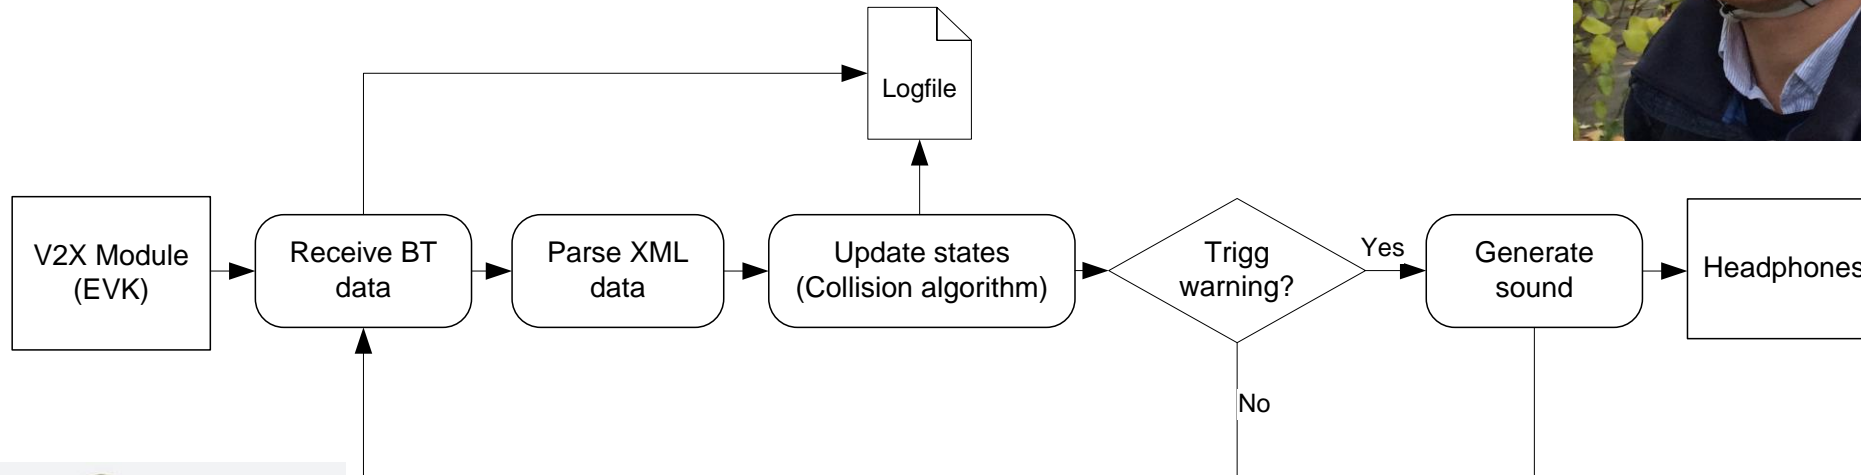 Logfile
V2X Module
(EVK)
Receive BT
data
Parse XML
data
Update states
(Collision algorithm)
Trigg
warning?
Yes
Generate
sound
Headphones
No